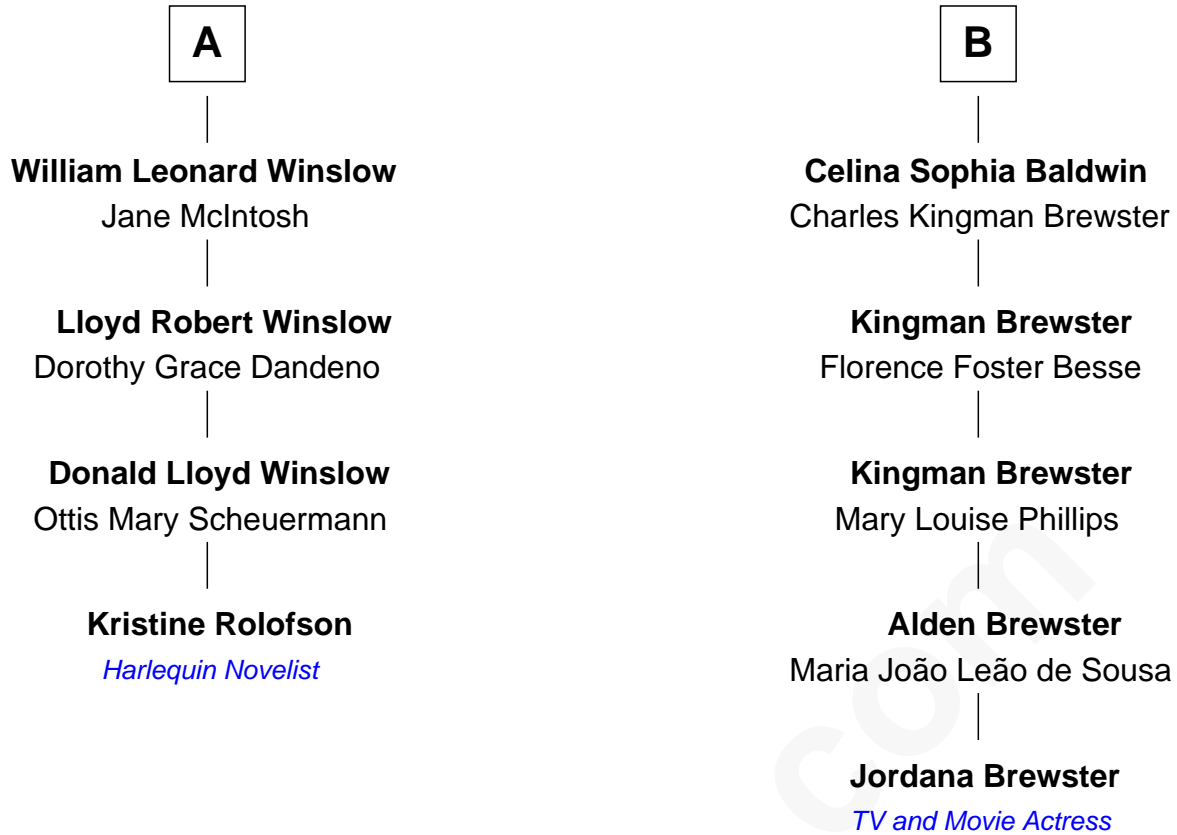 A
William Leonard Winslow
Jane McIntosh
Lloyd Robert Winslow
Dorothy Grace Dandeno
Donald Lloyd Winslow
Ottis Mary Scheuermann
Kristine Rolofson
Harlequin Novelist
B
Celina Sophia Baldwin
Charles Kingman Brewster
Kingman Brewster
Florence Foster Besse
Kingman Brewster
Mary Louise Phillips
Alden Brewster
Maria João Leão de Sousa
Jordana Brewster
TV and Movie Actress
com